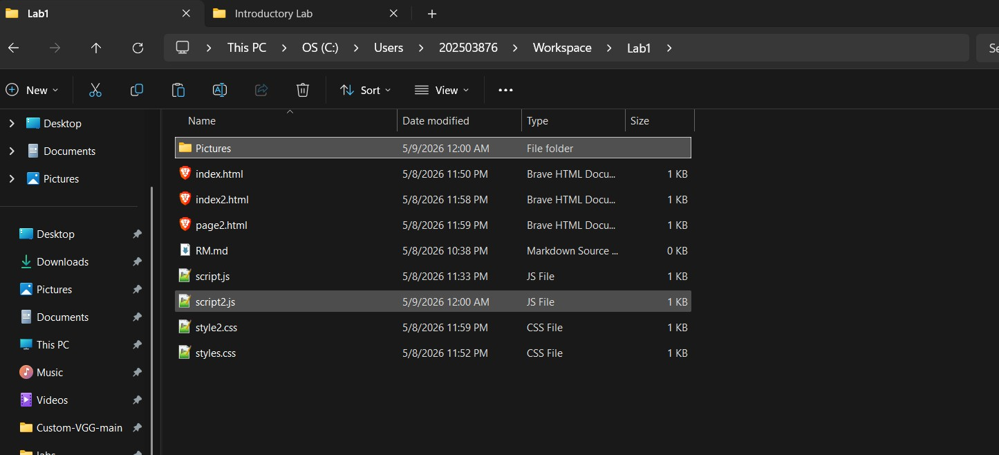 Lab1
Introductory Lab
This PC > OS (C:) > Users > 202503876 > Workspace > Lab1 >
New
Sort
View
Desktop
Documents
Pictures
Desktop
Downloads
Pictures
Documents
This PC
Music
Videos
Custom-VGG-main
Name Date modified Type Size
Pictures 5/9/2026 12:00 AM File folder
index.html 5/8/2026 11:50 PM Brave HTML Docu... 1 KB
index2.html 5/8/2026 11:58 PM Brave HTML Docu... 1 KB
page2.html 5/8/2026 11:59 PM Brave HTML Docu... 1 KB
RM.md 5/8/2026 10:38 PM Markdown Source ... 0 KB
script.js 5/8/2026 11:33 PM JS File 1 KB
script2.js 5/9/2026 12:00 AM JS File 1 KB
style2.css 5/8/2026 11:59 PM CSS File 1 KB
styles.css 5/8/2026 11:52 PM CSS File 1 KB